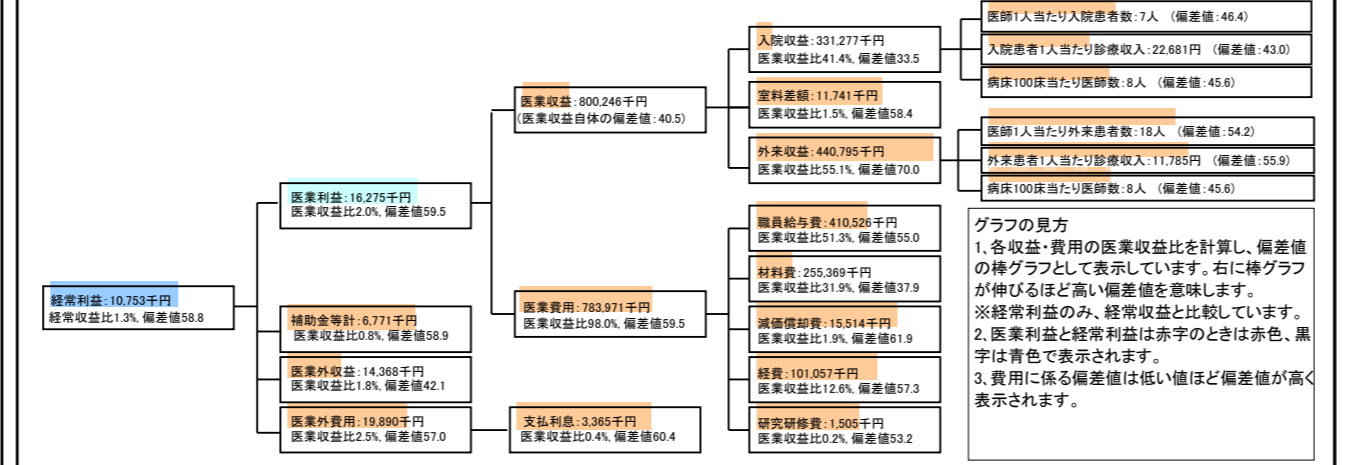 経常利益:10,753千円
経常収益比1.3%, 偏差値58.8
医業利益:16,275千円
医業収益比2.0%, 偏差値59.5
補助金等計:6,771千円
医業収益比0.8%, 偏差値58.9
医業外収益:14,368千円
医業収益比1.8%, 偏差値42.1
医業外費用:19,890千円
医業収益比2.5%, 偏差値57.0
支払利息:3,365千円
医業収益比0.4%, 偏差値60.4
医業収益:800,246千円
(医業収益自体の偏差値:40.5)
医業費用:783,971千円
医業収益比98.0%, 偏差値59.5
入院収益:331,277千円
医業収益比41.4%, 偏差値33.5
室料差額:11,741千円
医業収益比1.5%, 偏差値58.4
外来収益:440,795千円
医業収益比55.1%, 偏差値70.0
職員給与費:410,526千円
医業収益比51.3%, 偏差値55.0
材料費:255,369千円
医業収益比31.9%, 偏差値37.9
減価償却費:15,514千円
医業収益比1.9%, 偏差値61.9
経費:101,057千円
医業収益比12.6%, 偏差値57.3
研究研修費:1,505千円
医業収益比0.2%, 偏差値53.2
医師1人当たり入院患者数:7人 (偏差値:46.4)
入院患者1人当たり診療収入:22,681円 (偏差値:43.0)
病床100床当たり医師数:8人 (偏差値:45.6)
医師1人当たり外来患者数:18人 (偏差値:54.2)
外来患者1人当たり診療収入:11,785円 (偏差値:55.9)
病床100床当たり医師数:8人 (偏差値:45.6)
グラフの見方
1、各収益・費用の医業収益比を計算し、偏差値
の棒グラフとして表示しています。右に棒グラフ
が伸びるほど高い偏差値を意味します。
※経常利益のみ、経常収益と比較しています。
2、医業利益と経常利益は赤字のときは赤色、黒
字は青色で表示されます。
3、費用に係る偏差値は低い値ほど偏差値が高く
表示されます。